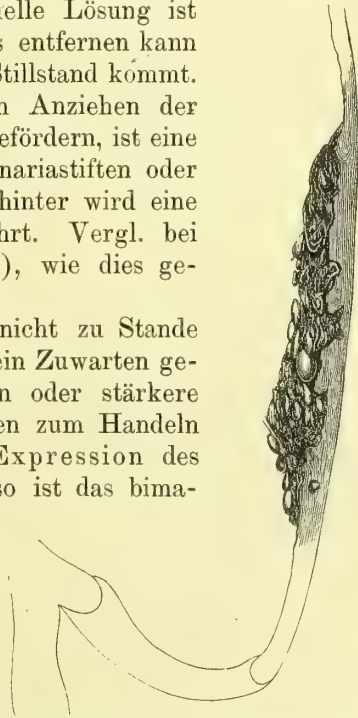 elle Lösung ist
s entfernen kann
Stillstand kommt.
n Anziehen der
efördern, ist eine
nariastiften oder
hinter wird eine
hrt. Vergl. bei
), wie dies ge-
nicht zu Stande
ein Zuwarten ge-
n oder stärkere
en zum Handeln
Expression des
so ist das bima-